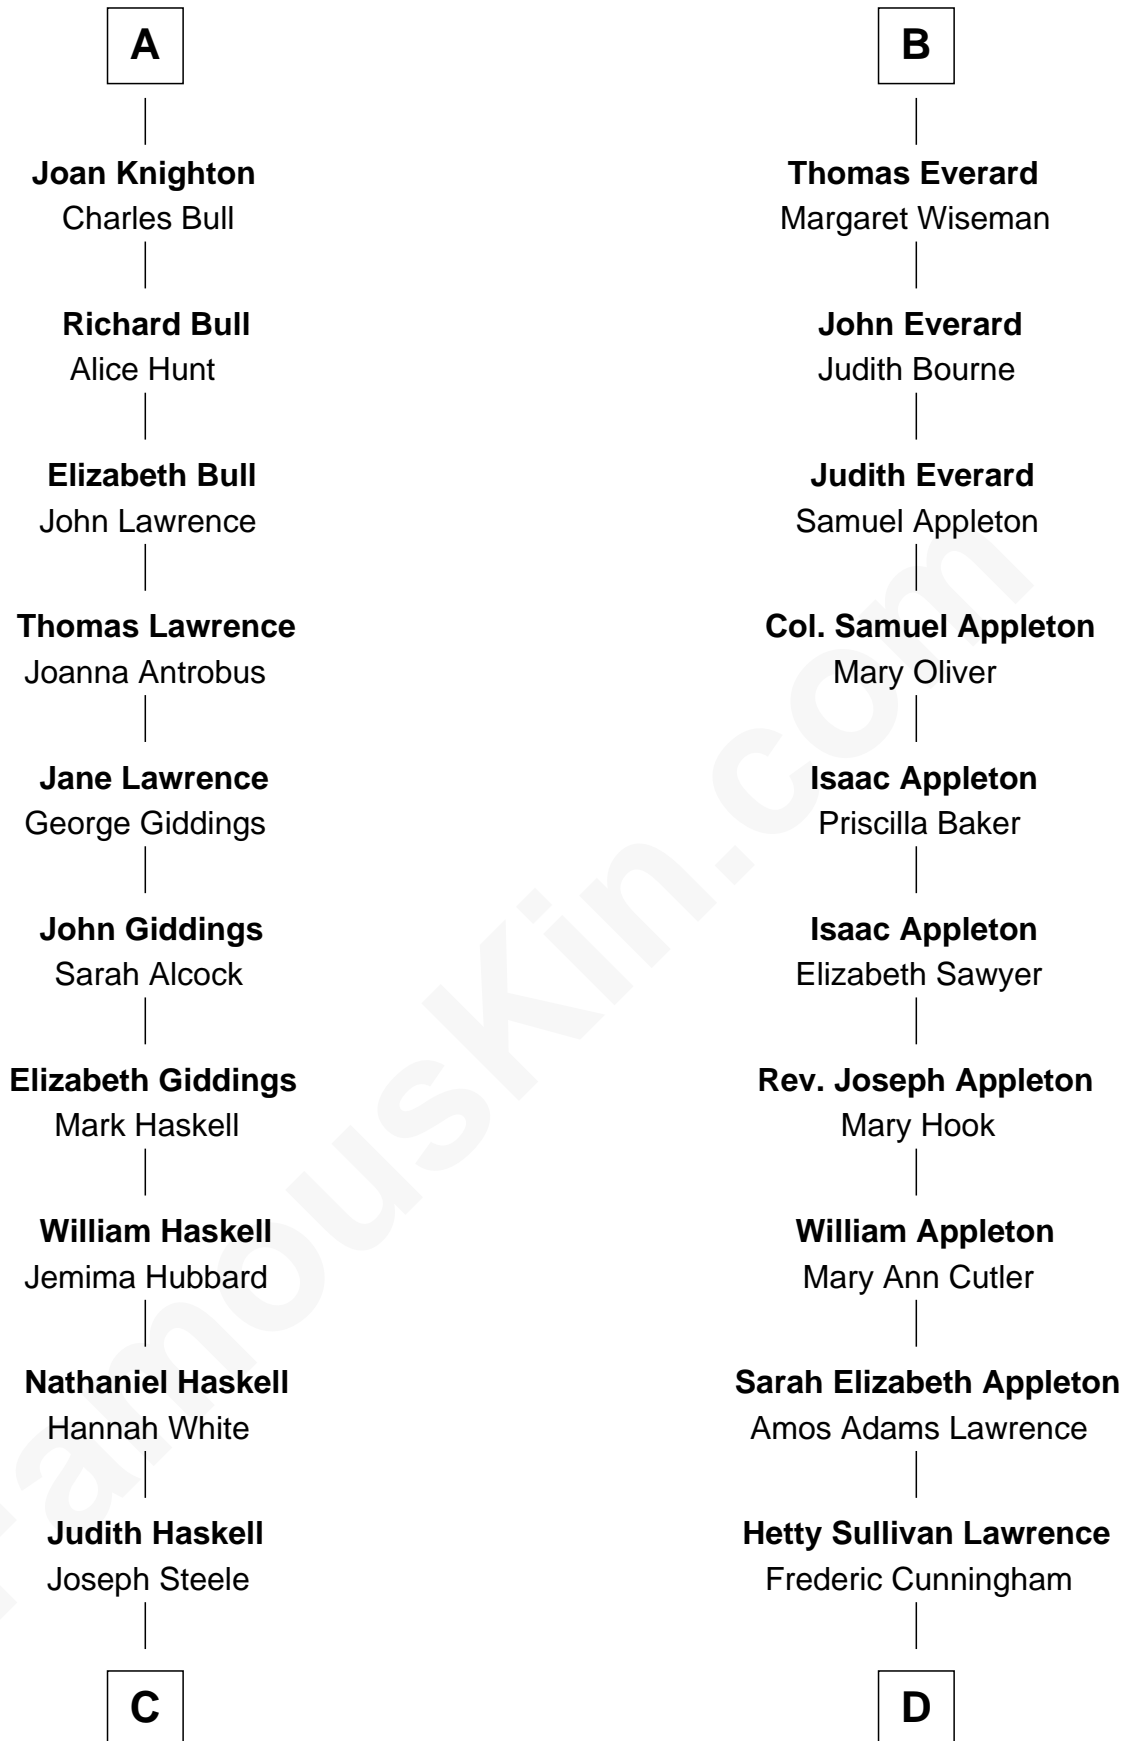 A
Joan Knighton
Charles Bull
Richard Bull
Alice Hunt
Elizabeth Bull
John Lawrence
Thomas Lawrence
Joanna Antrobus
Jane Lawrence
George Giddings
John Giddings
Sarah Alcock
Elizabeth Giddings
Mark Haskell
William Haskell
Jemima Hubbard
Nathaniel Haskell
Hannah White
Judith Haskell
Joseph Steele
C
B
Thomas Everard
Margaret Wiseman
John Everard
Judith Bourne
Judith Everard
Samuel Appleton
Col. Samuel Appleton
Mary Oliver
Isaac Appleton
Priscilla Baker
Isaac Appleton
Elizabeth Sawyer
Rev. Joseph Appleton
Mary Hook
William Appleton
Mary Ann Cutler
Sarah Elizabeth Appleton
Amos Adams Lawrence
Hetty Sullivan Lawrence
Frederic Cunningham
D
FamousKin.com